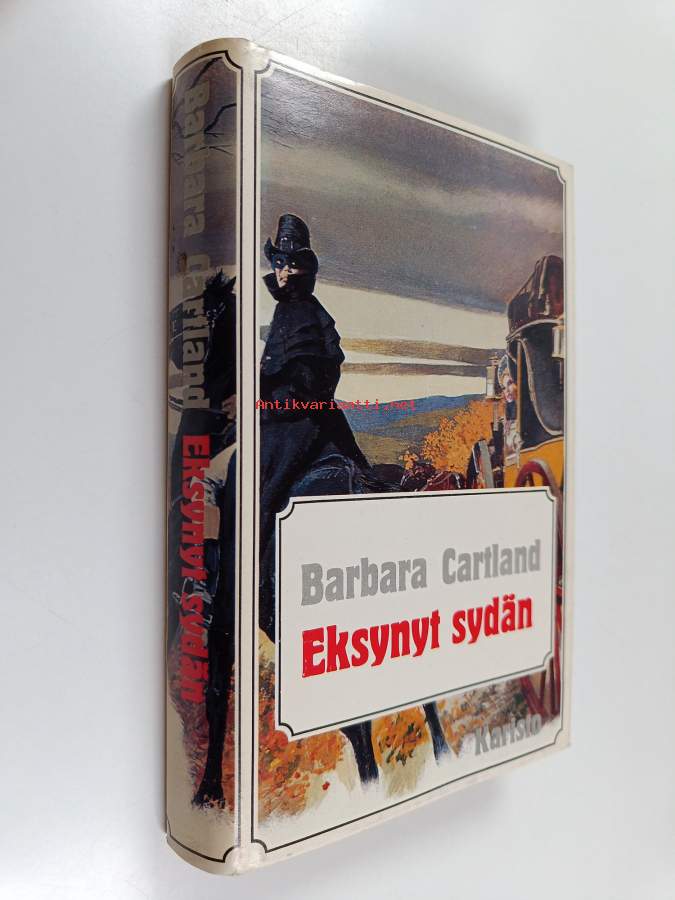 Barbara Cartland Eksynyt sydän
Antikvariaatti.net
Barbara Cartland
Eksynyt sydän
Karisto